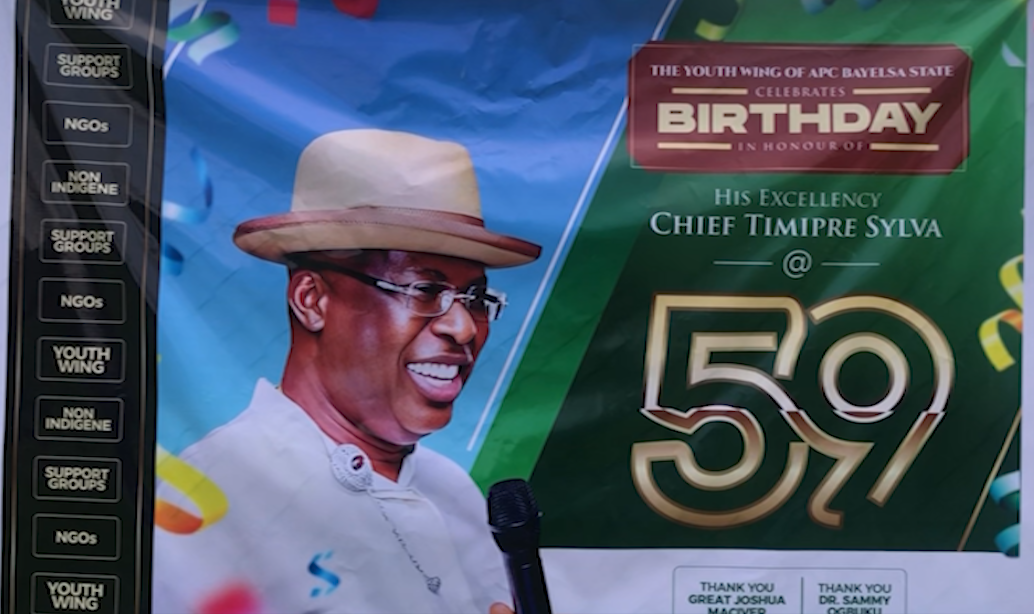 YOUTH
WING
SUPPORT
GROUPS
NGOs
NON
INDIGENE
SUPPORT
GROUPS
NGOs
YOUTH
WING
NON
INDIGENE
SUPPORT
GROUPS
NGOs
YOUTH
WING
THE YOUTH WING OF APC BAYELSA STATE
CELEBRATES
BIRTHDAY
IN HONOUR OF
HIS EXCELLENCY
CHIEF TIMIPRE SYLVA
@
59
S
THANK YOU
GREAT JOSHUA
MACIVER
THANK YOU
DR. SAMMY
OGBUKU